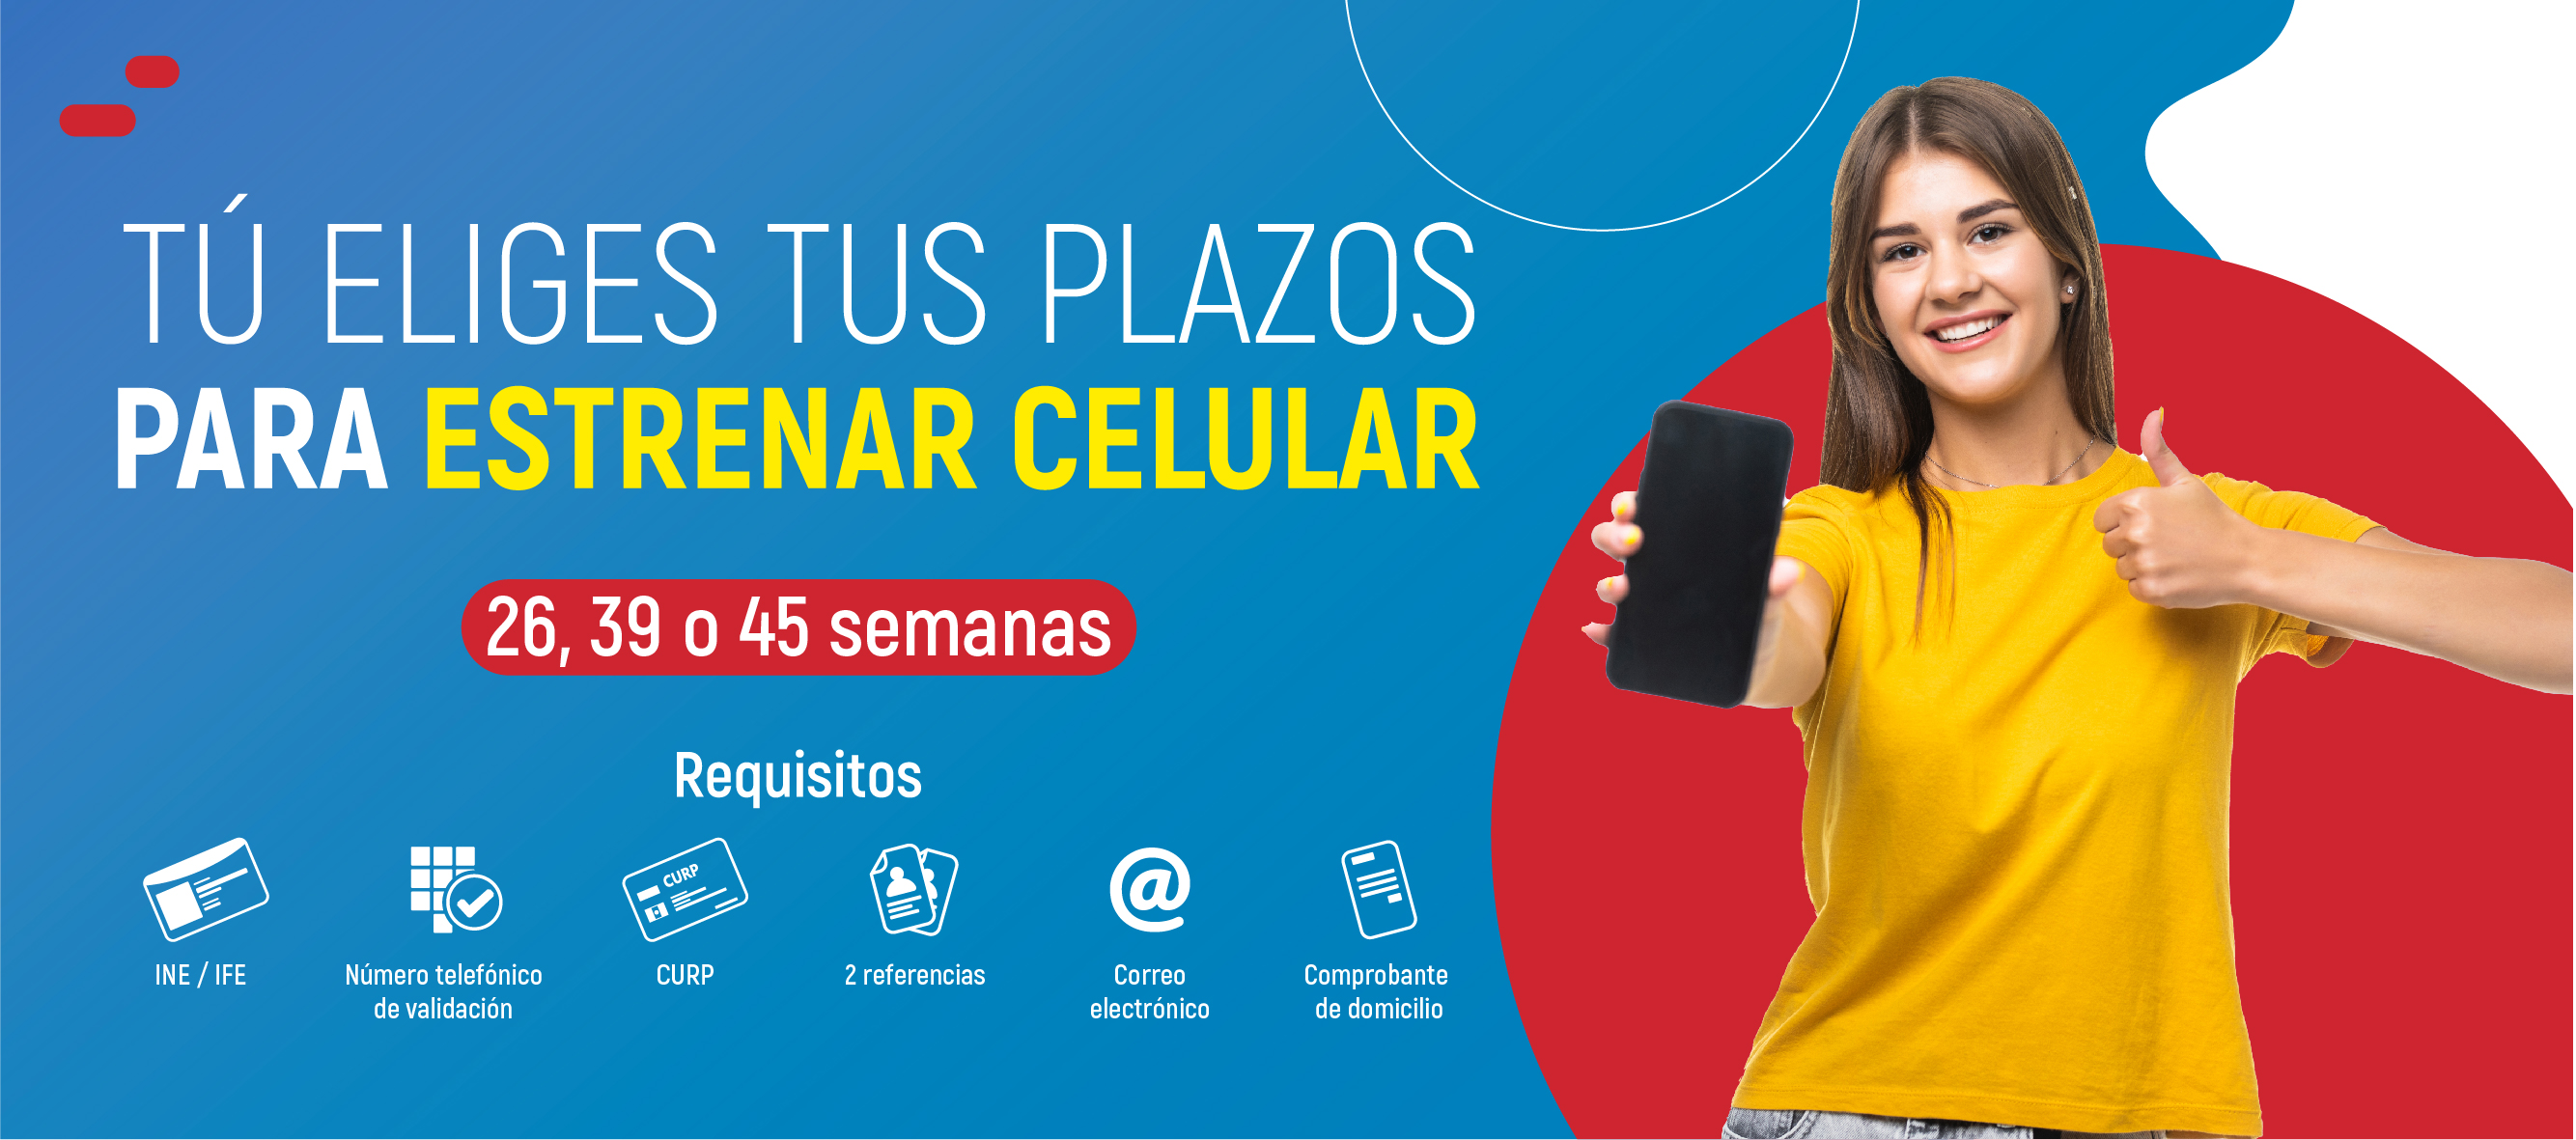 TÚ ELIGES TUS PLAZOS
PARA ESTRENAR CELULAR
26, 39 o 45 semanas
Requisitos
CURP
INE / IFE
Número telefónico
de validación
CURP
2 referencias
Correo
electrónico
Comprobante
de domicilio